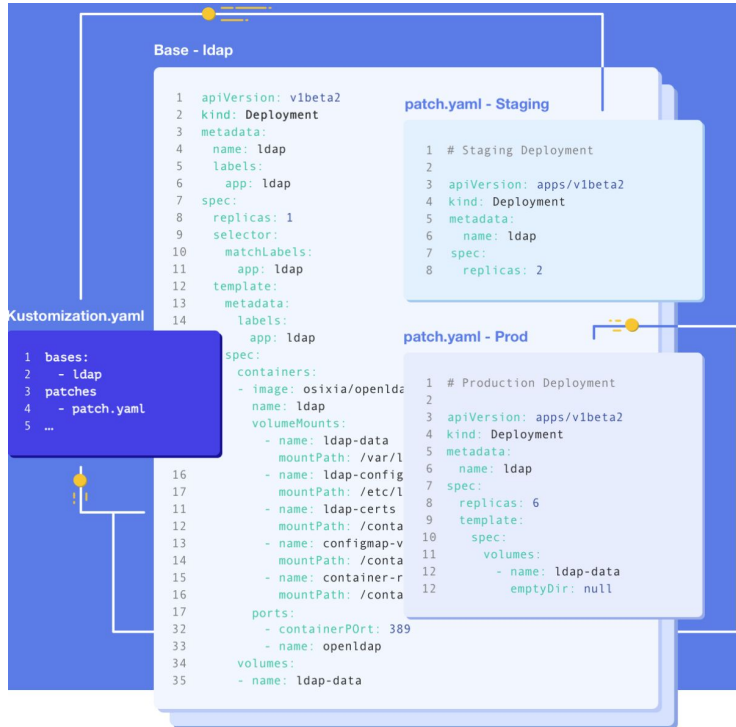 Base - ldap
1 apiVersion: v1beta2
2 kind: Deployment
3 metadata:
4 name: ldap
5 labels:
6 app: ldap
7 spec:
8 replicas: 1
9 selector:
10 matchLabels:
11 app: ldap
12 template:
13 metadata:
14 labels:
app: ldap
spec:
containers:
- image: osixia/openlda
name: ldap
volumeMounts:
- name: ldap-data
mountPath: /var/l
16 - name: ldap-config
17 mountPath: /etc/l
11 - name: ldap-certs
12 mountPath: /conta
13 - name: configmap-v
14 mountPath: /conta
15 - name: container-r
16 mountPath: /conta
17 ports:
32 - containerPOrt: 389
33 - name: openldap
34 volumes:
35 - name: ldap-data
patch.yaml - Staging
1 # Staging Deployment
2
3 apiVersion: apps/v1beta2
4 kind: Deployment
5 metadata:
6 name: ldap
7 spec:
8 replicas: 2
Kustomization.yaml
1 bases:
2 - ldap
3 patches
4 - patch.yaml
5 …
patch.yaml - Prod
1 # Production Deployment
2
3 apiVersion: apps/v1beta2
4 kind: Deployment
5 metadata:
6 name: ldap
7 spec:
8 replicas: 6
9 template:
10 spec:
11 volumes:
12 - name: ldap-data
12 emptyDir: null